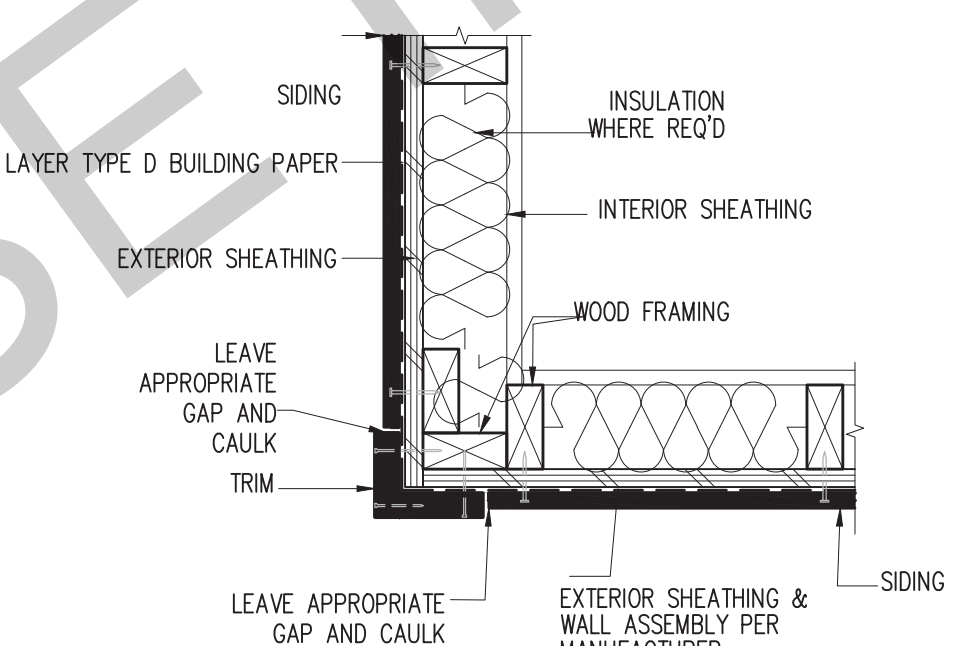 SIDING
INSULATION
WHERE REQ'D
LAYER TYPE D BUILDING PAPER
INTERIOR SHEATHING
EXTERIOR SHEATHING
WOOD FRAMING
LEAVE
APPROPRIATE
GAP AND
CAULK
TRIM
LEAVE APPROPRIATE
GAP AND CAULK
EXTERIOR SHEATHING &
WALL ASSEMBLY PER
MANUFACTURER
SIDING